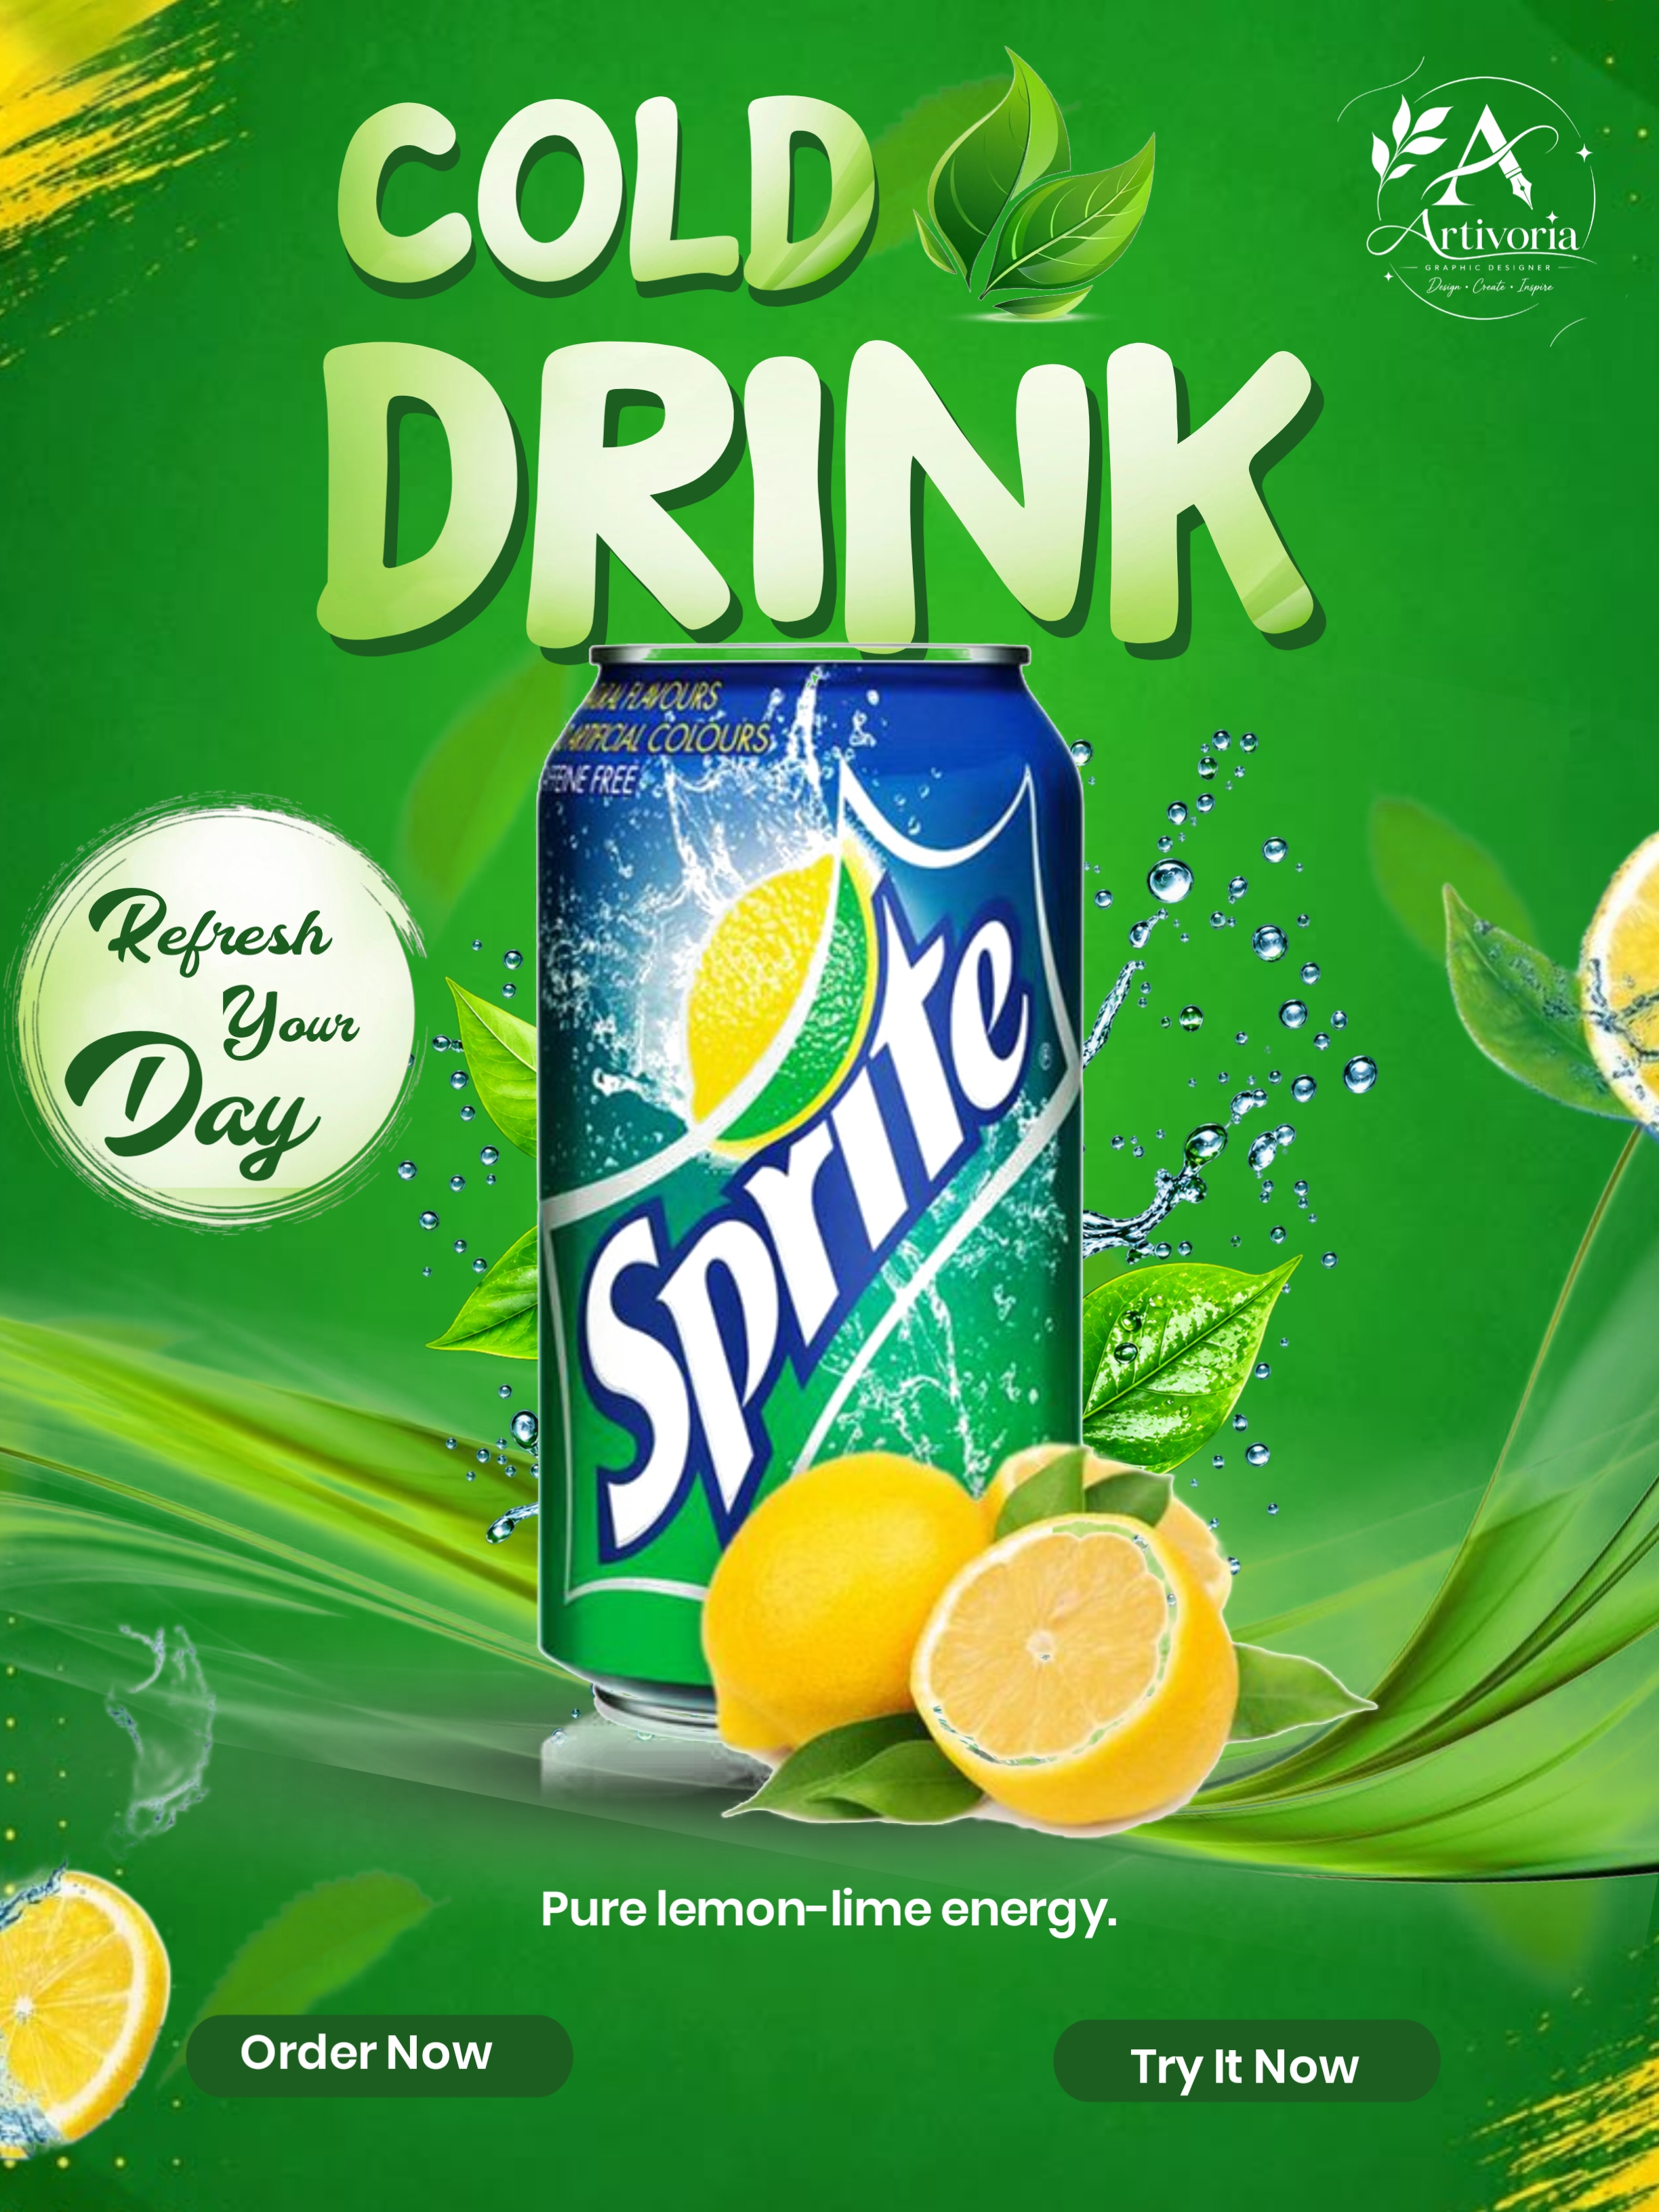 COLD
DRINK
A
Artivoria
GRAPHIC DESIGNER
Design • Create • Inspire
FLAVOURS
ARTIFICIAL COLOURS
FREE
Refresh
Your
Day
Sprite®
Pure lemon-lime energy.
Order Now
Try It Now